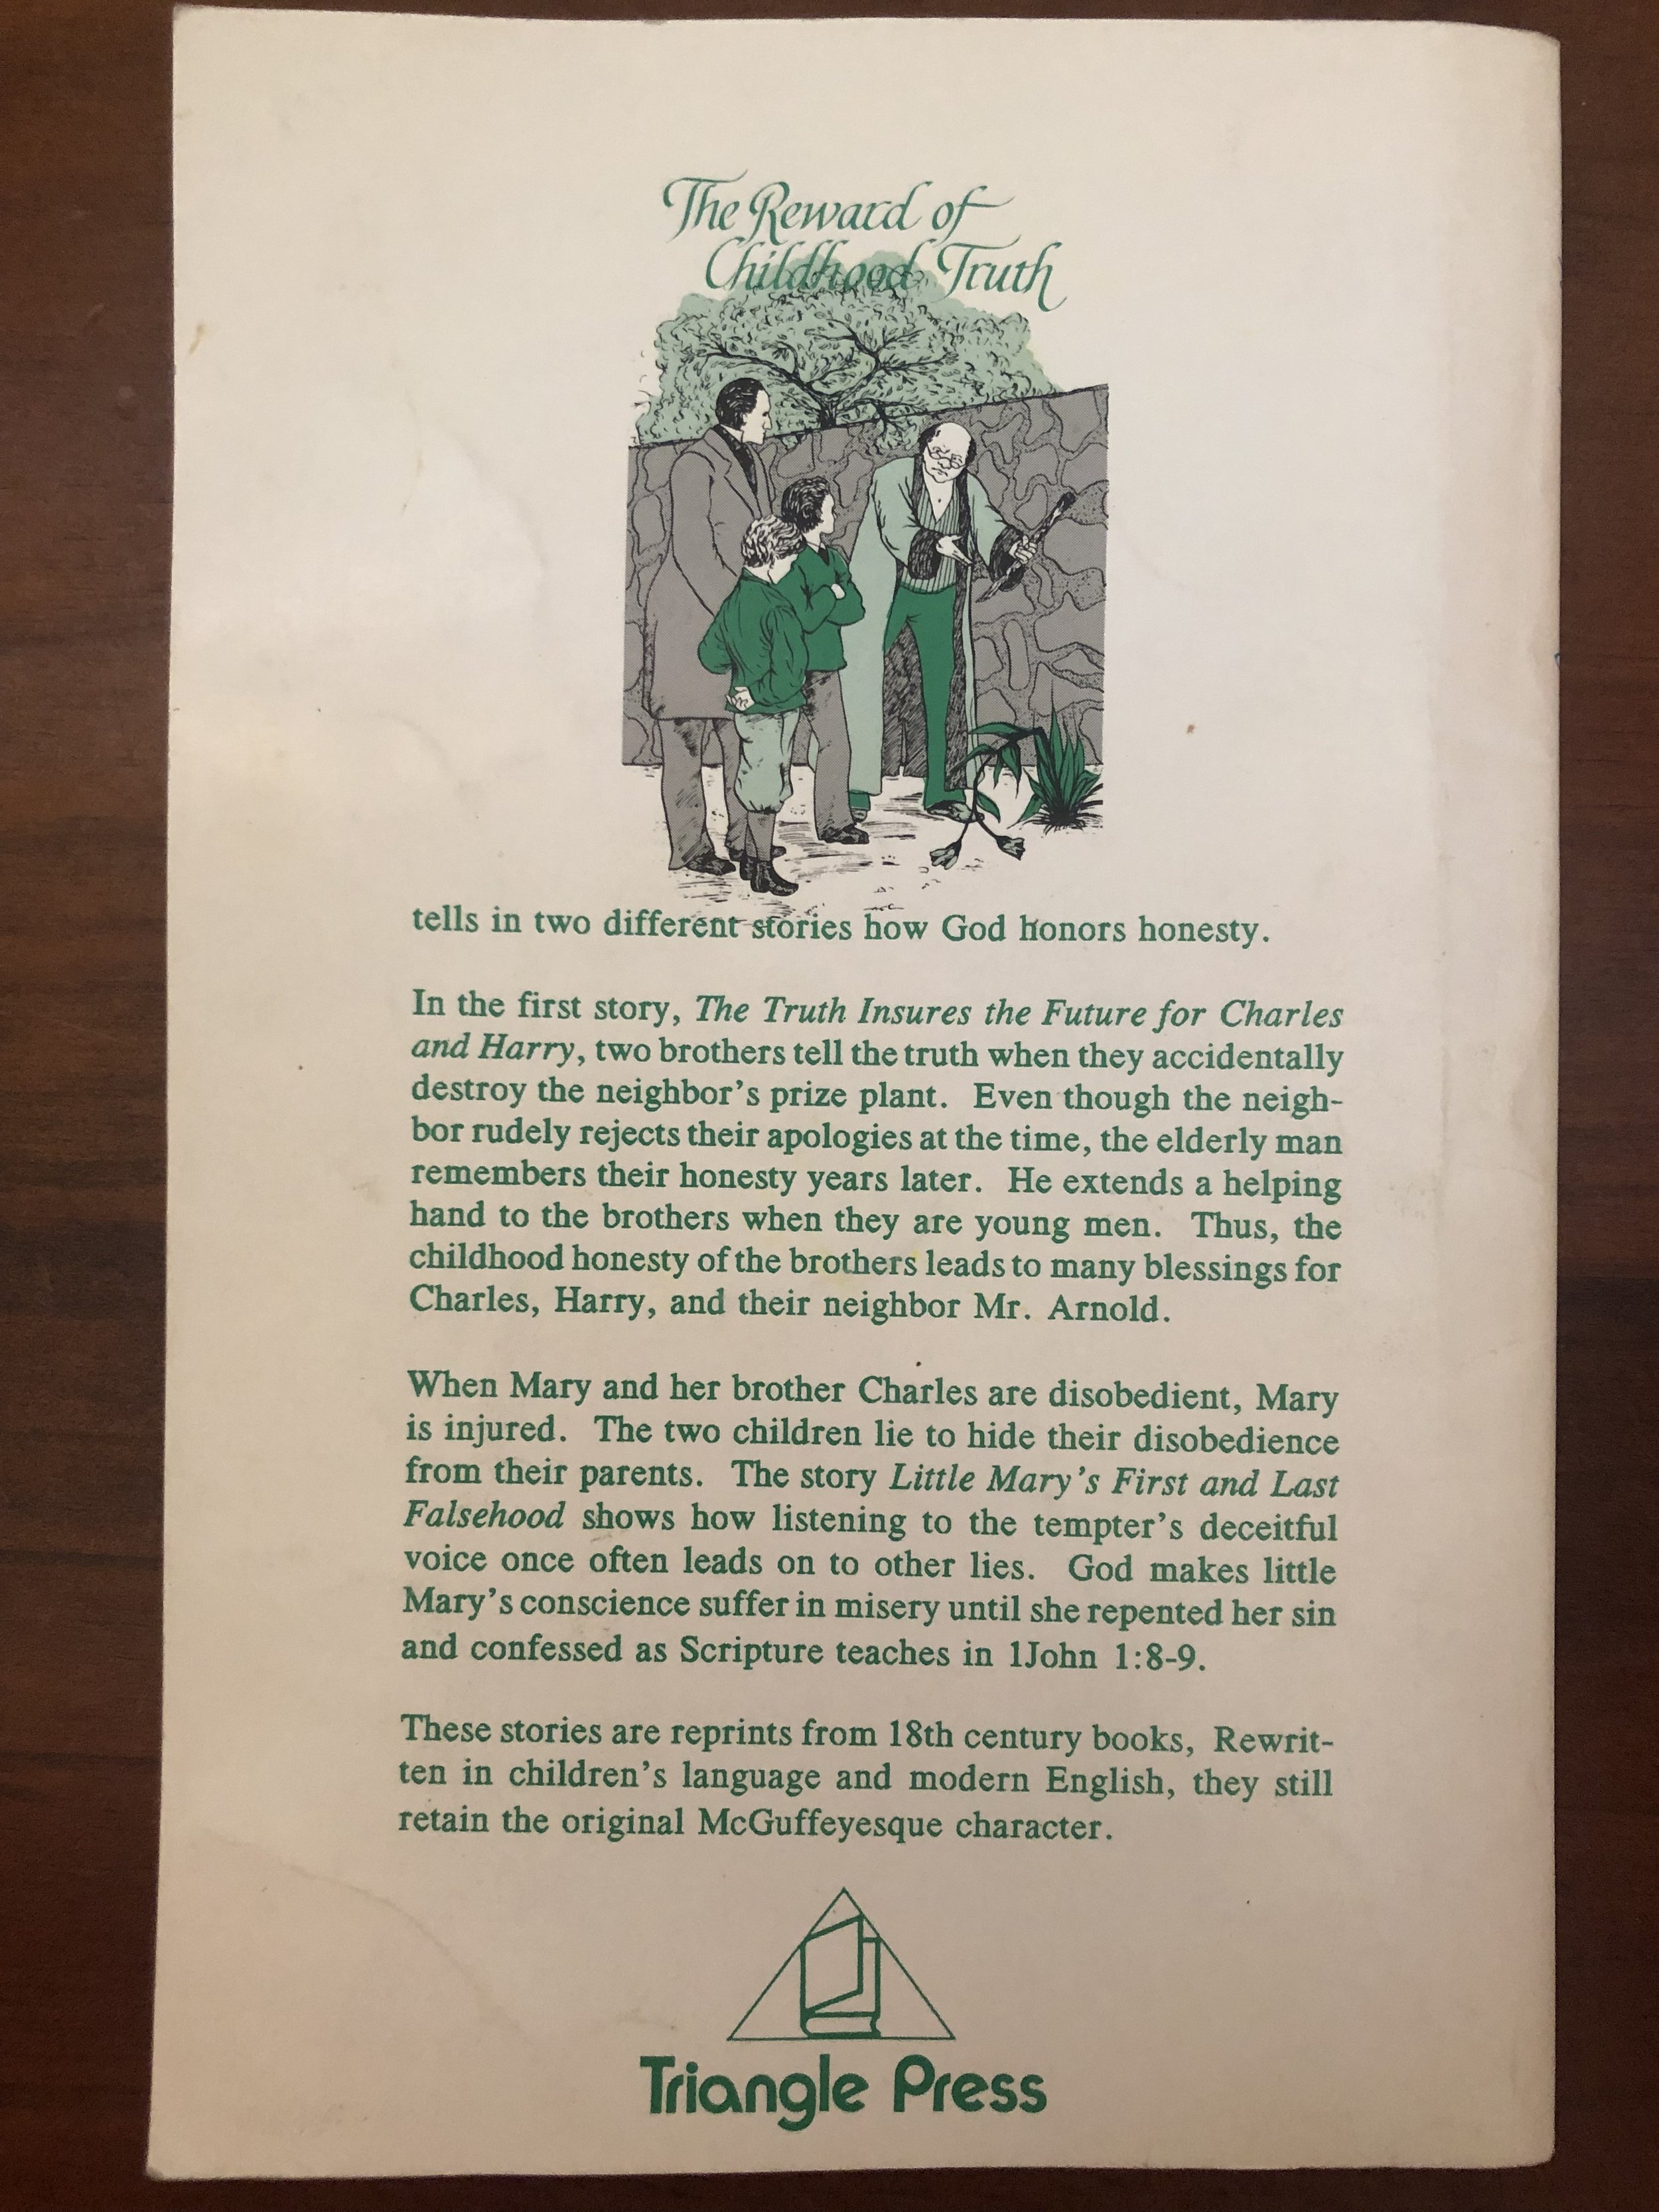 The Reward of
Childhood Truth
tells in two different stories how God honors honesty.
In the first story, The Truth Insures the Future for Charles
and Harry, two brothers tell the truth when they accidentally
destroy the neighbor's prize plant. Even though the neigh-
bor rudely rejects their apologies at the time, the elderly man
remembers their honesty years later. He extends a helping
hand to the brothers when they are young men. Thus, the
childhood honesty of the brothers leads to many blessings for
Charles, Harry, and their neighbor Mr. Arnold.
When Mary and her brother Charles are disobedient, Mary
is injured. The two children lie to hide their disobedience
from their parents. The story Little Mary's First and Last
Falsehood shows how listening to the tempter's deceitful
voice once often leads on to other lies. God makes little
Mary's conscience suffer in misery until she repented her sin
and confessed as Scripture teaches in 1John 1:8-9.
These stories are reprints from 18th century books, Rewrit-
ten in children's language and modern English, they still
retain the original McGuffeyesque character.
Triangle Press